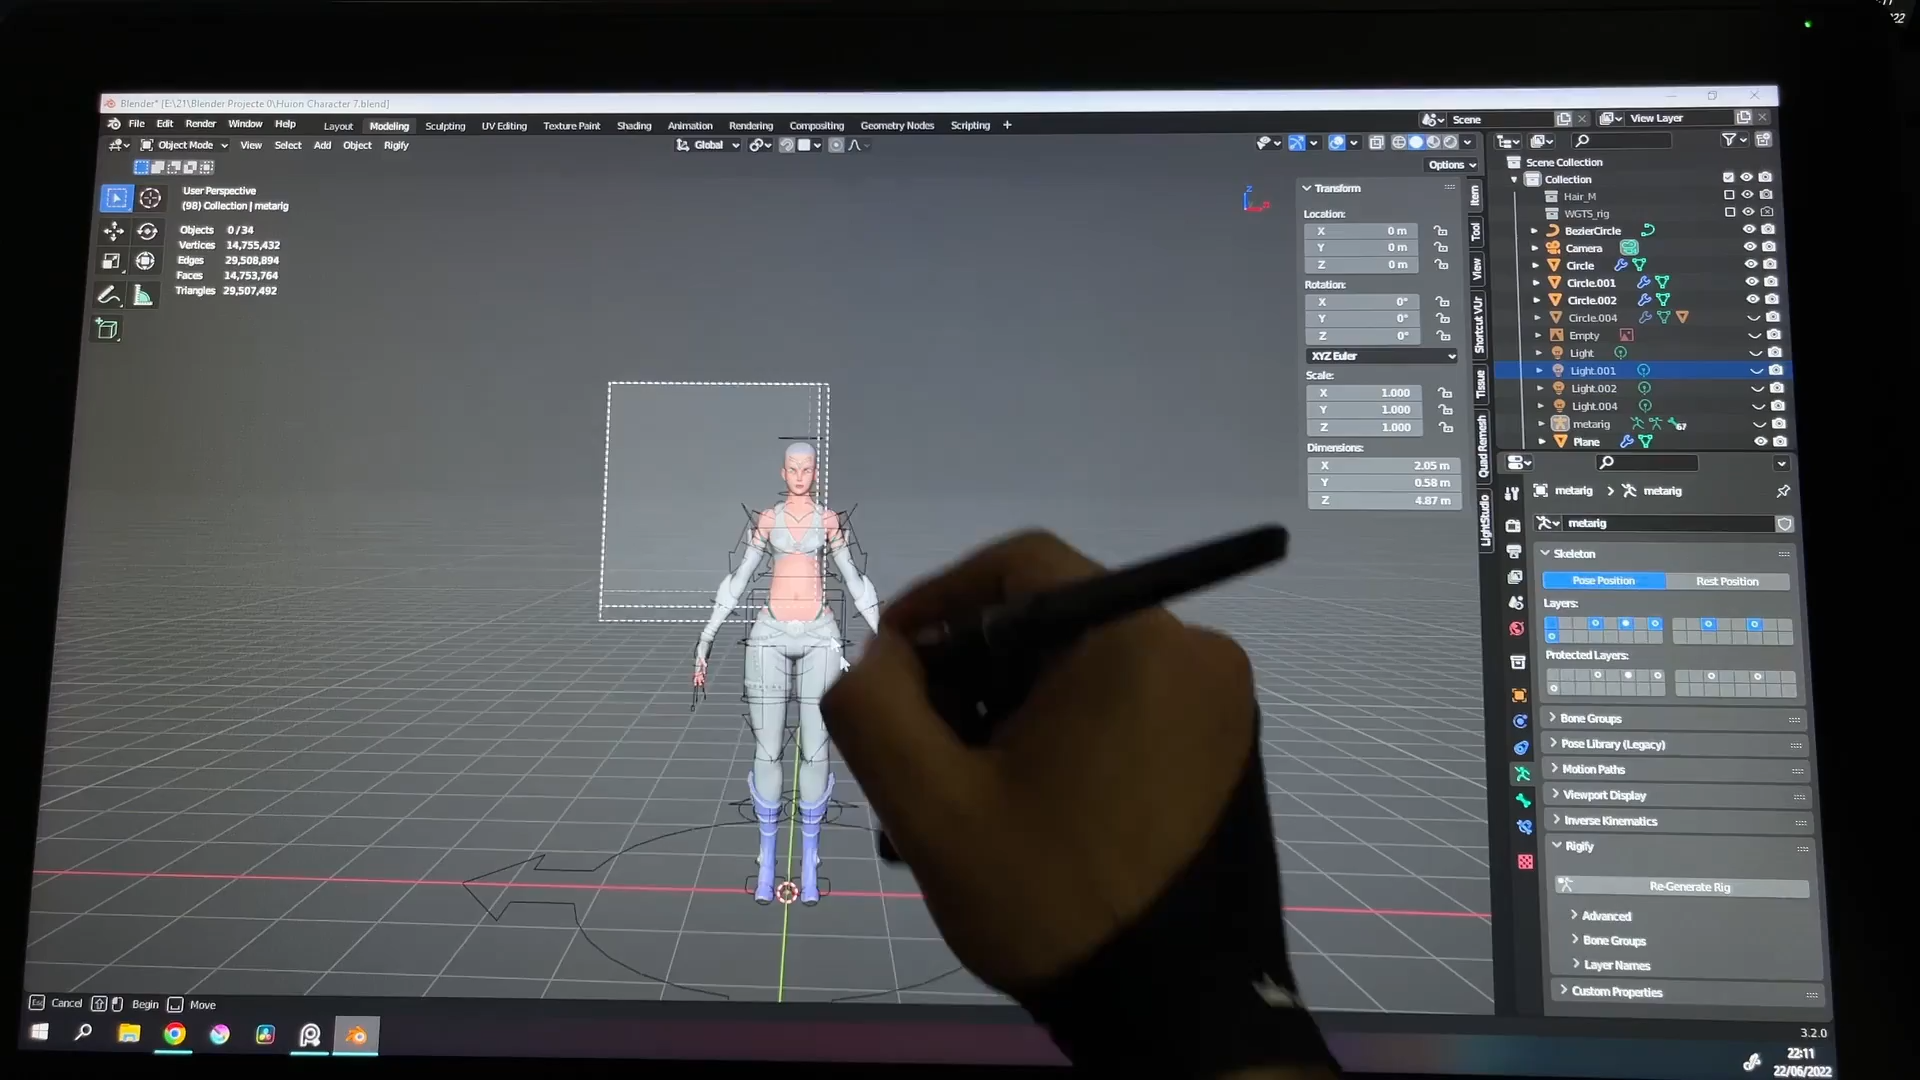 Blender* [E:\21\Blender Projecte 0\Huion Character 7.blend]
File Edit Render Window Help Layout Modeling Sculpting UV Editing Texture Paint Shading Animation Rendering Compositing Geometry Nodes Scripting +
Scene View Layer
Object Mode View Select Add Object Rigify Global
Options
User Perspective
(98) Collection | metarig
Objects 0/34
Vertices 14,755,432
Edges 29,508,894
Faces 14,753,764
Triangles 29,507,492
Z
Transform
Location:
X 0 m
Y 0 m
Z 0 m
Rotation:
X 0°
Y 0°
Z 0°
XYZ Euler
Scale:
X 1.000
Y 1.000
Z 1.000
Dimensions:
X 2.05 m
Y 0.58 m
Z 4.87 m
Item
Tool
View
Shortcut VUr
Tissue
Quad Remesh
LightStudio
Scene Collection
Collection
Hair_M
WGTS_rig
BezierCircle
Camera
Circle
Circle.001
Circle.002
Circle.004
Empty
Light
Light.001
Light.002
Light.004
metarig 67
Plane
metarig > metarig
metarig
Skeleton
Pose Position Rest Position
Layers:
Protected Layers:
Bone Groups
Pose Library (Legacy)
Motion Paths
Viewport Display
Inverse Kinematics
Rigify
Re-Generate Rig
Advanced
Bone Groups
Layer Names
Custom Properties
Esc Cancel Begin Move
3.2.0
22:11
22/06/2022